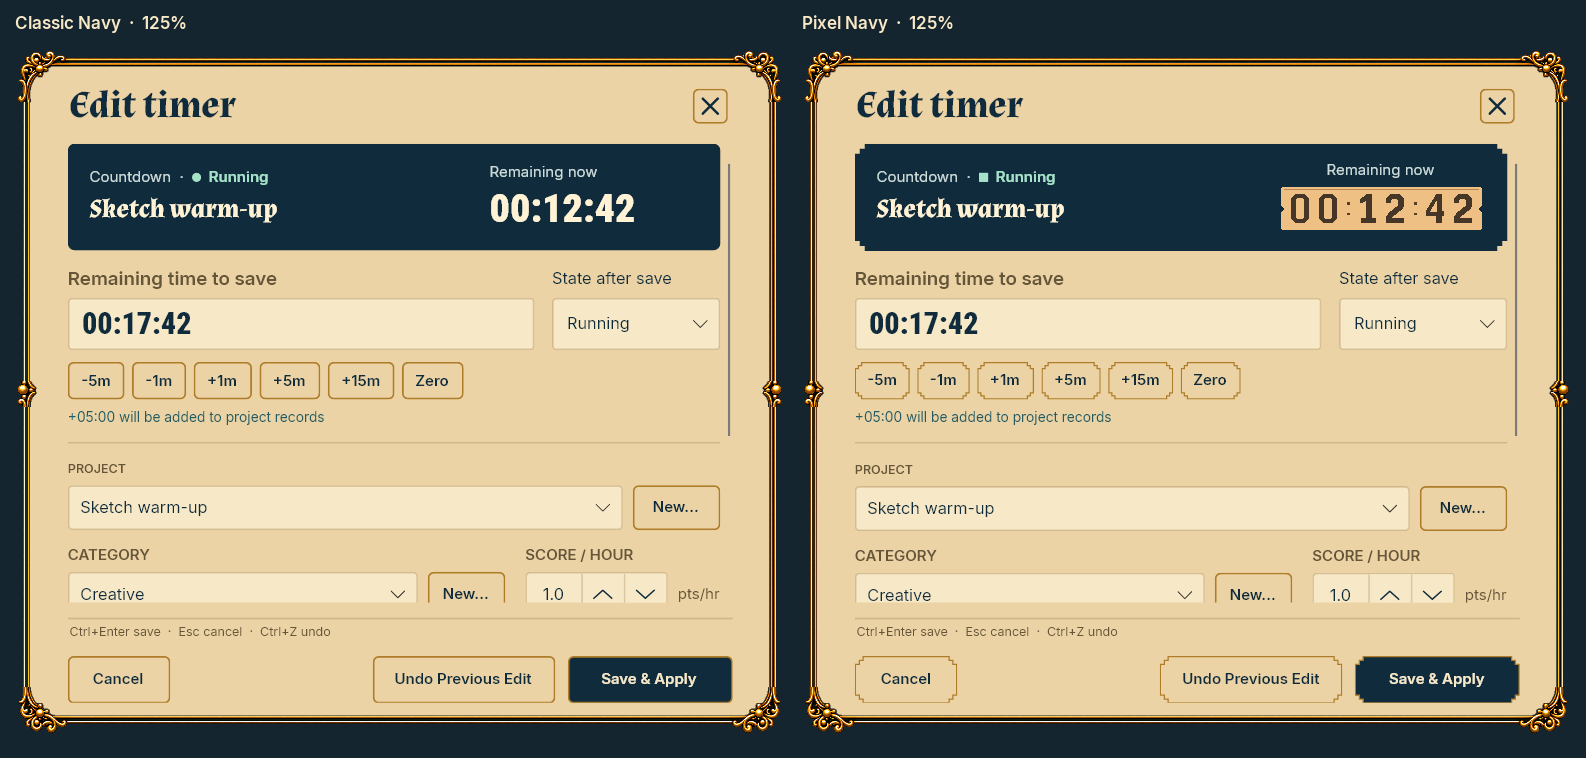 Classic Navy · 125%
Edit timer
Countdown · Running
Sketch warm-up
Remaining now
00:12:42
Remaining time to save
State after save
00:17:42
Running
-5m -1m +1m +5m +15m Zero
+05:00 will be added to project records
PROJECT
Sketch warm-up
New...
CATEGORY
SCORE / HOUR
Creative
New...
1.0
pts/hr
Ctrl+Enter save · Esc cancel · Ctrl+Z undo
Cancel
Undo Previous Edit
Save & Apply
Pixel Navy · 125%
Edit timer
Countdown · Running
Sketch warm-up
Remaining now
00:12:42
Remaining time to save
State after save
00:17:42
Running
-5m -1m +1m +5m +15m Zero
+05:00 will be added to project records
PROJECT
Sketch warm-up
New...
CATEGORY
SCORE / HOUR
Creative
New...
1.0
pts/hr
Ctrl+Enter save · Esc cancel · Ctrl+Z undo
Cancel
Undo Previous Edit
Save & Apply